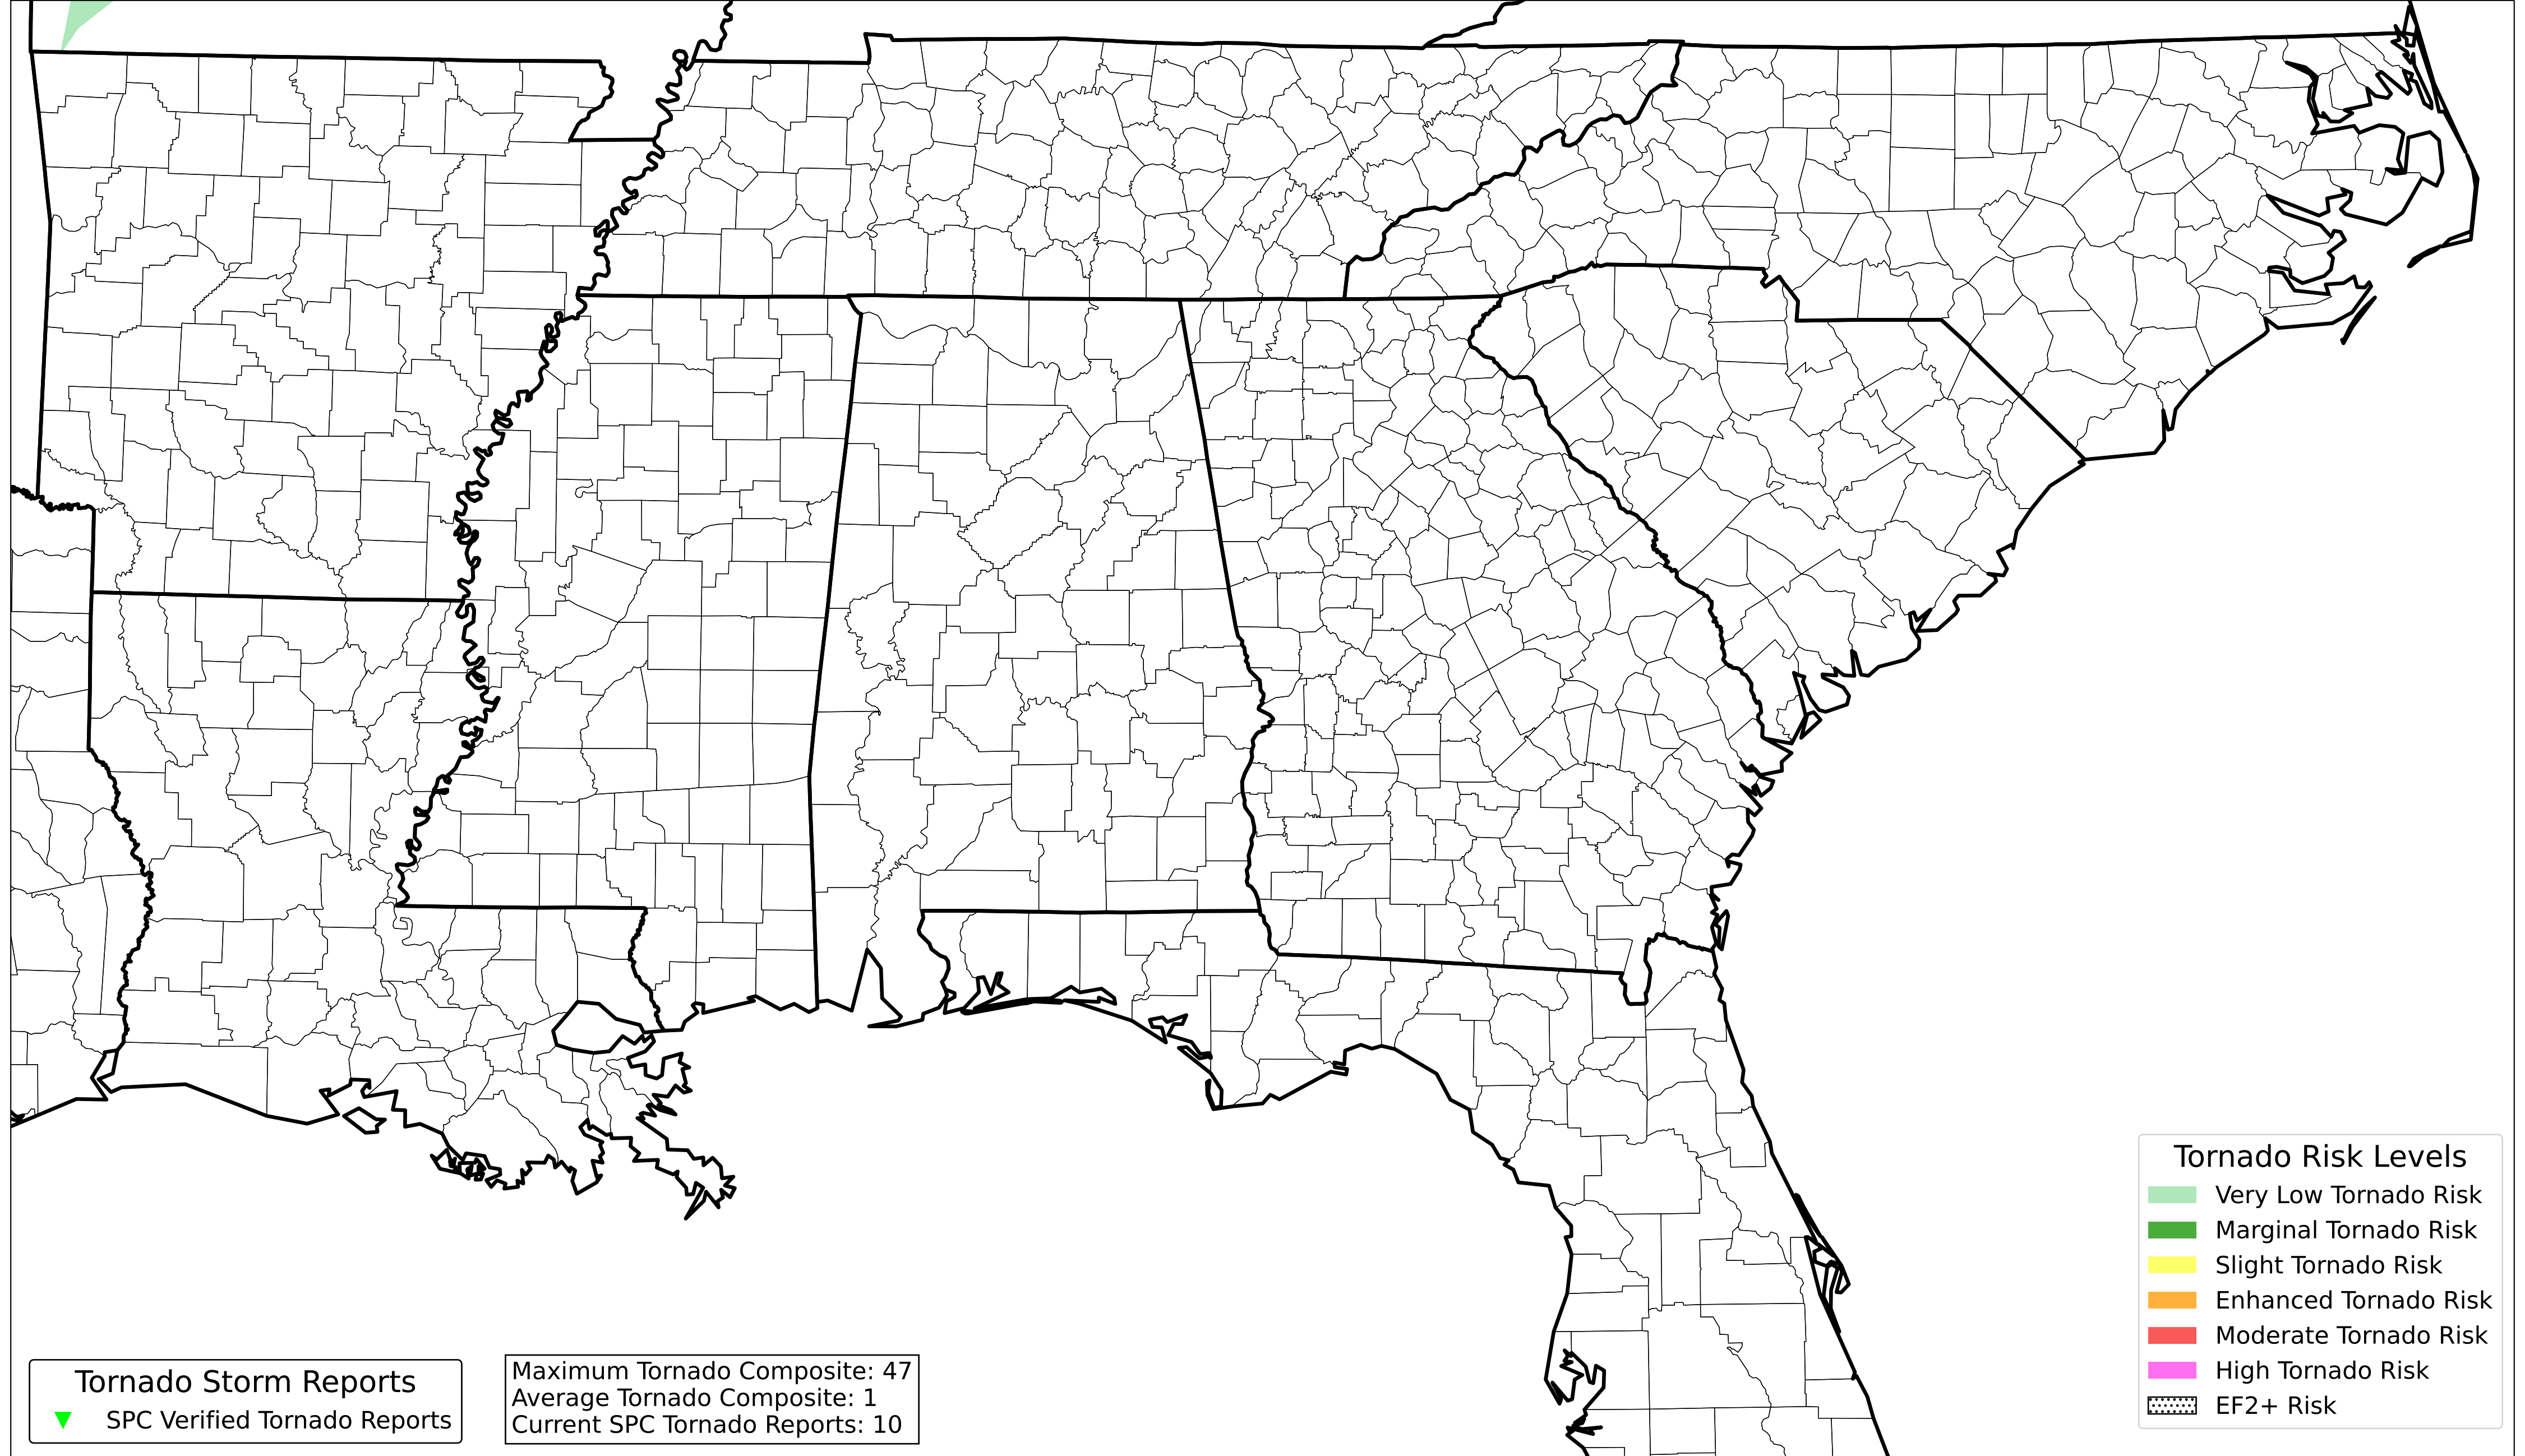 Tornado Storm Reports
SPC Verified Tornado Reports
Maximum Tornado Composite: 47
Average Tornado Composite: 1
Current SPC Tornado Reports: 10
Tornado Risk Levels
Very Low Tornado Risk
Marginal Tornado Risk
Slight Tornado Risk
Enhanced Tornado Risk
Moderate Tornado Risk
High Tornado Risk
EF2+ Risk